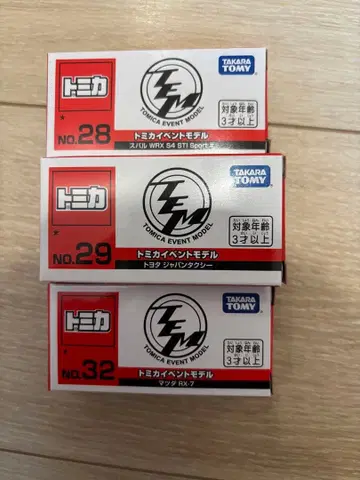 トミカ
NO.28
TEM
TOMICA EVENT MODEL
トミカイベントモデル
スバル WRX S4 STI Sport
TAKARA
TOMY
対象年齢
3才以上
トミカ
NO.29
TEM
TOMICA EVENT MODEL
トミカイベントモデル
トヨタ ジャパンタクシー
TAKARA
TOMY
対象年齢
3才以上
トミカ
NO.32
TEM
TOMICA EVENT MODEL
トミカイベントモデル
マツダ RX-7
TAKARA
TOMY
対象年齢
3才以上